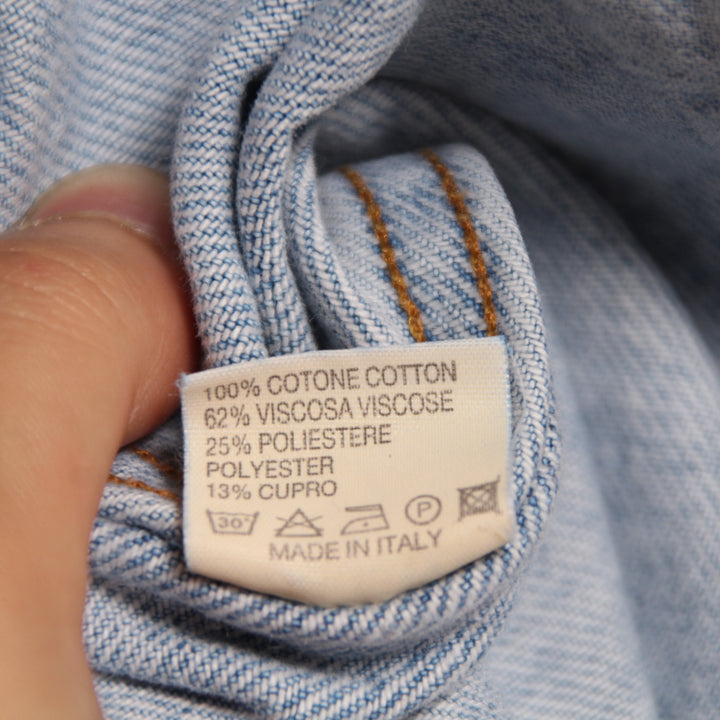 100% COTONE COTTON
62% VISCOSA VISCOSE
25% POLIESTERE
POLYESTER
13% CUPRO
30° P
MADE IN ITALY